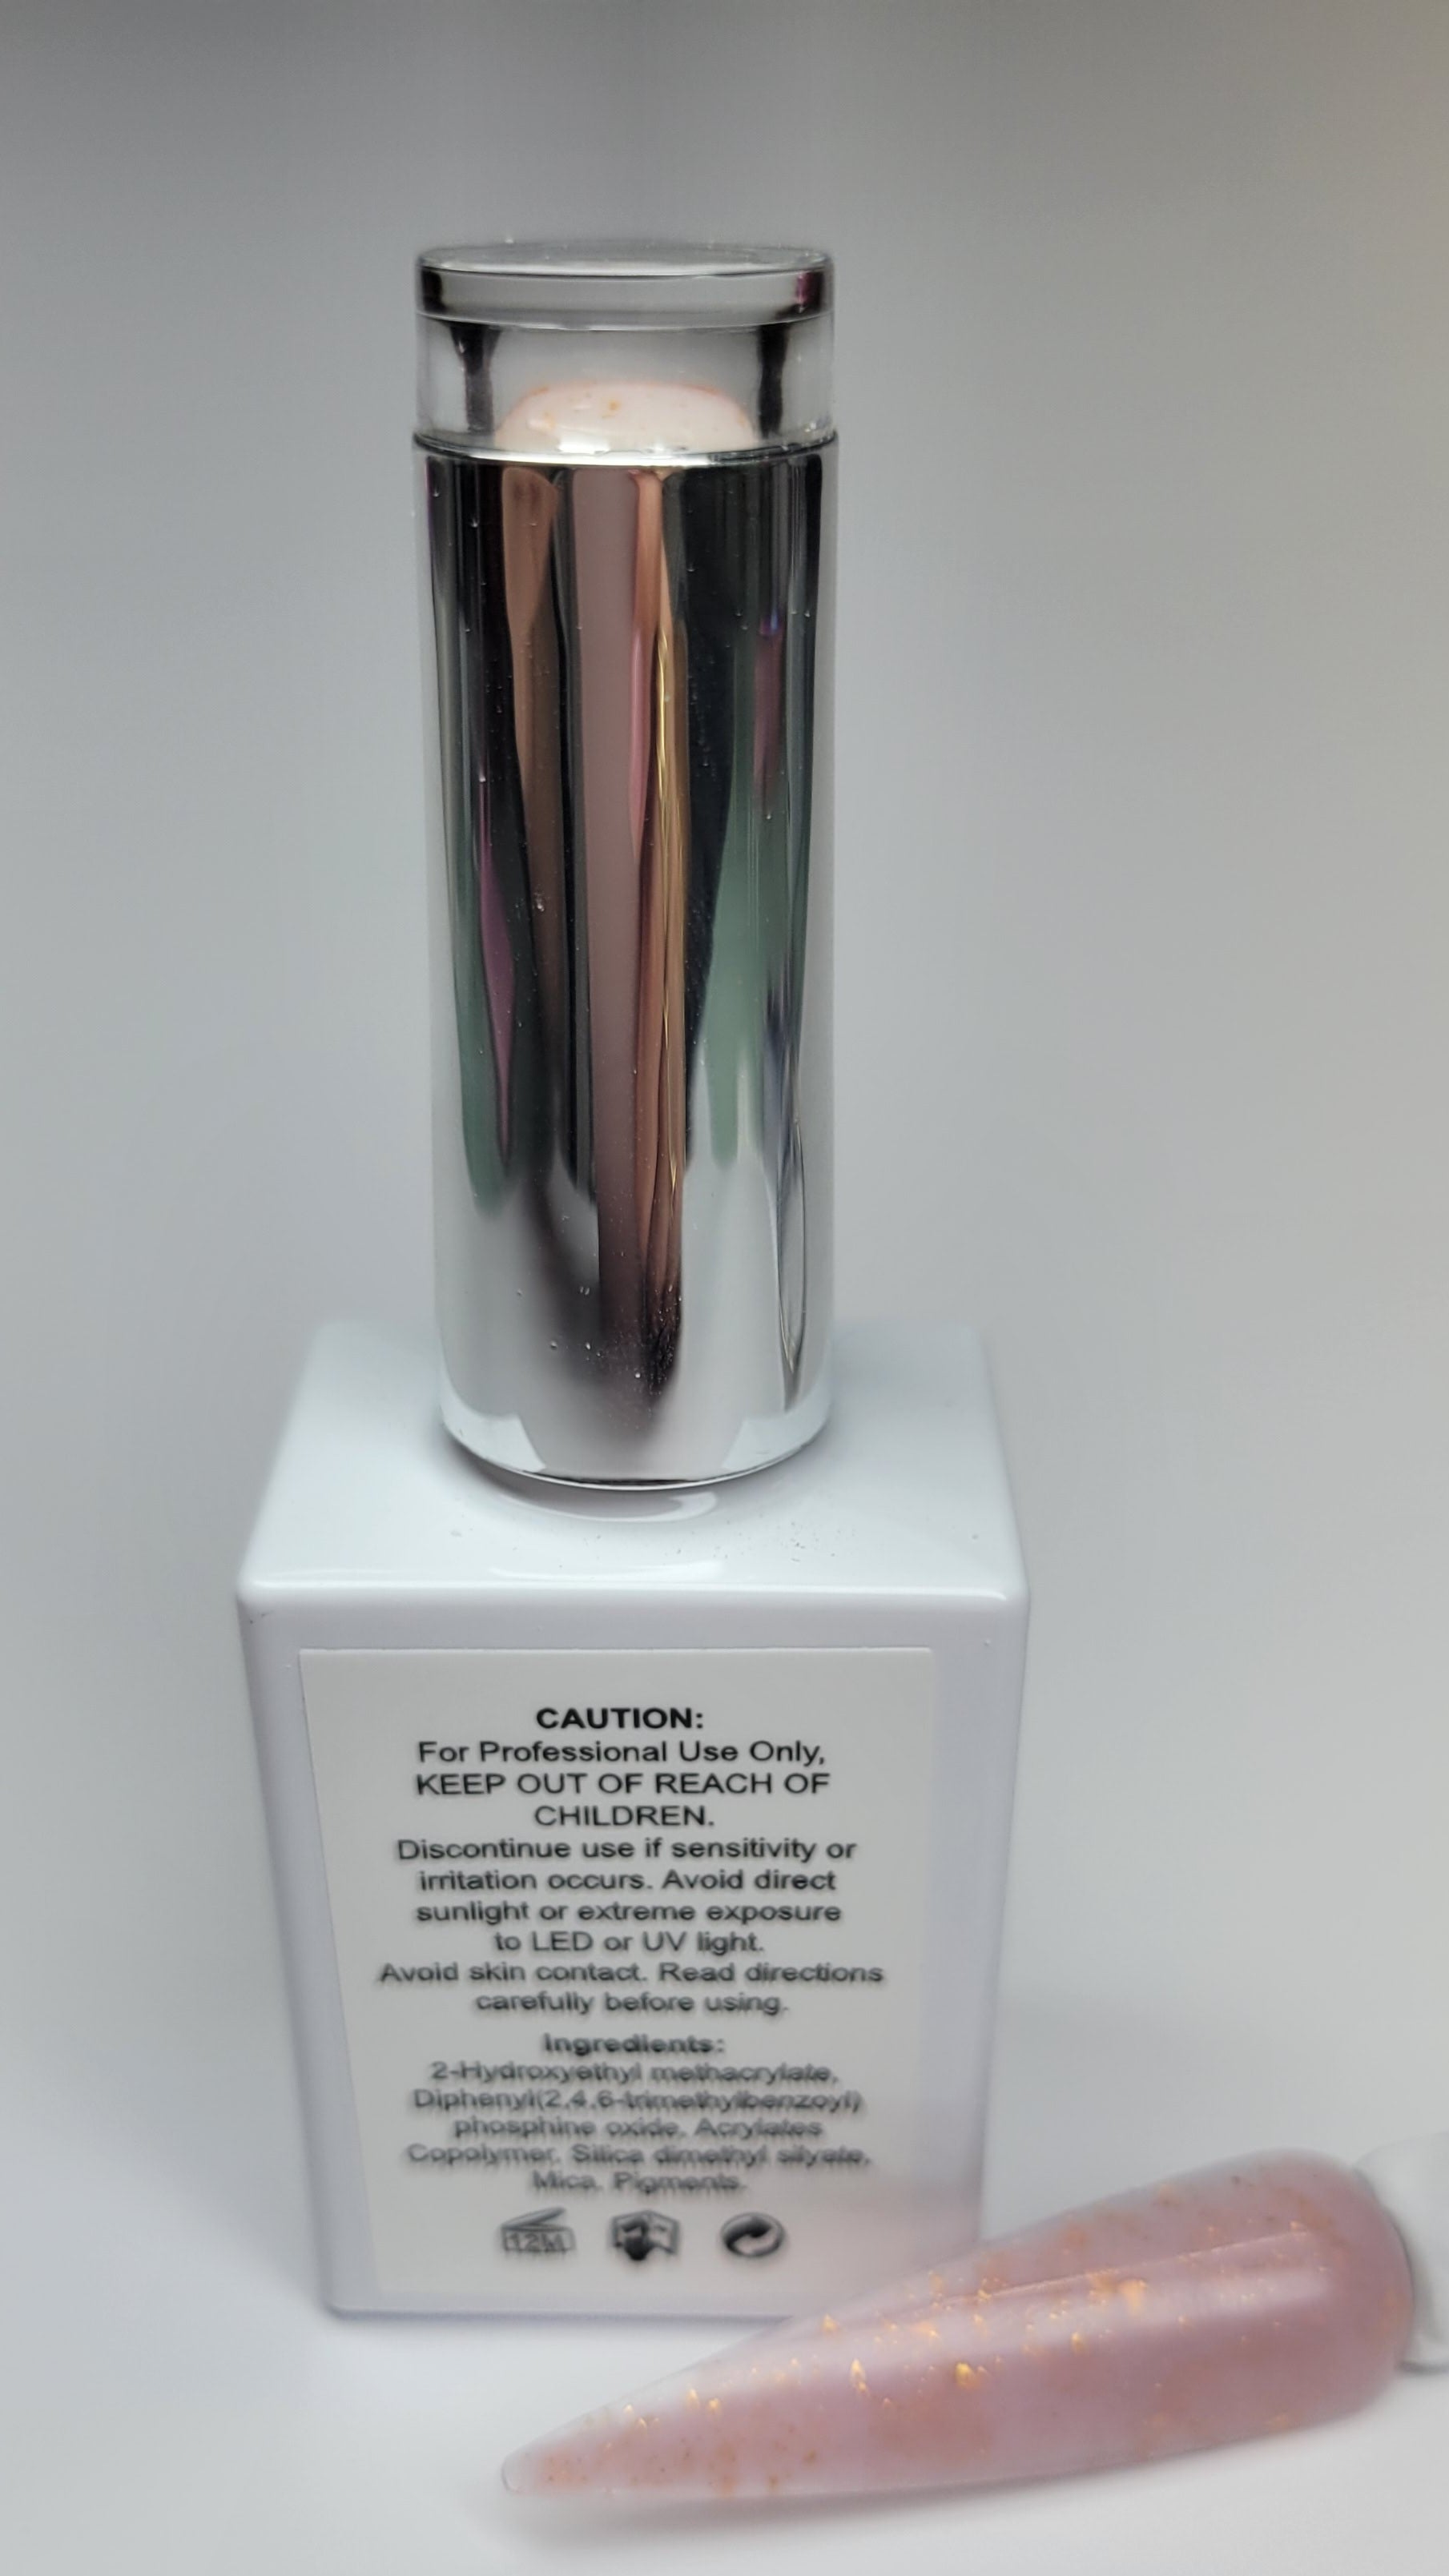 CAUTION:
For Professional Use Only,
KEEP OUT OF REACH OF
CHILDREN.
Discontinue use if sensitivity or
irritation occurs. Avoid direct
sunlight or extreme exposure
to LED or UV light.
Avoid skin contact. Read directions
carefully before using.
Ingredients:
2-Hydroxyethyl methacrylate,
Diphenyl(2,4,6-trimethylbenzoyl)
phosphine oxide, Acrylates
Copolymer, Silica dimethyl silyate,
Mica, Pigments.
12M